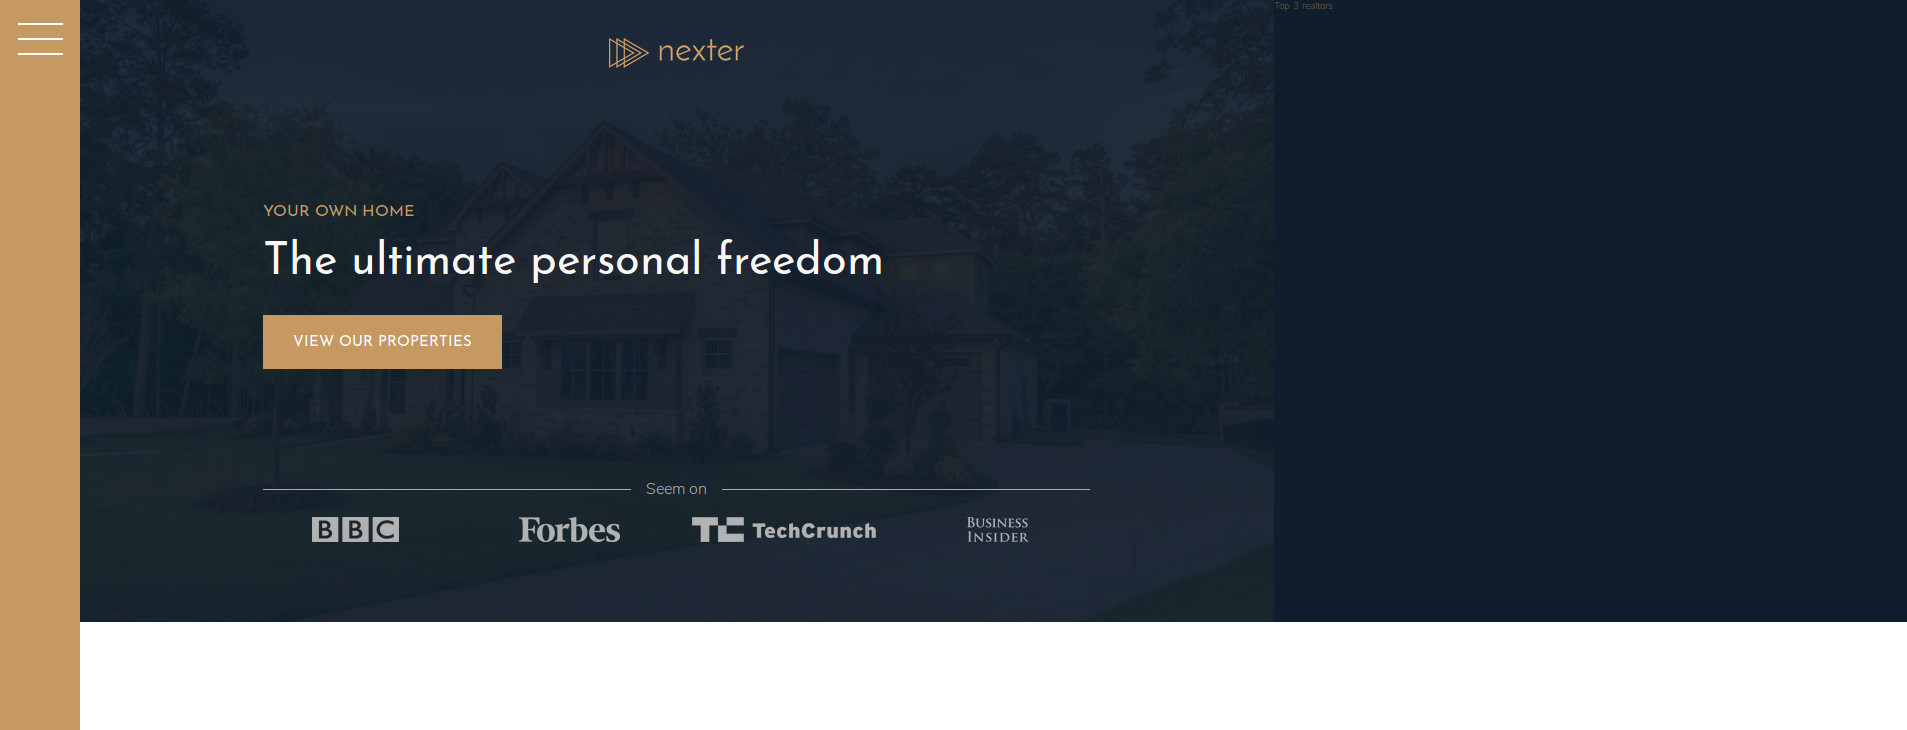 nexter
Top 3 realtors
YOUR OWN HOME
The ultimate personal freedom
VIEW OUR PROPERTIES
Seem on
BBC
Forbes
TC TechCrunch
BUSINESS
INSIDER